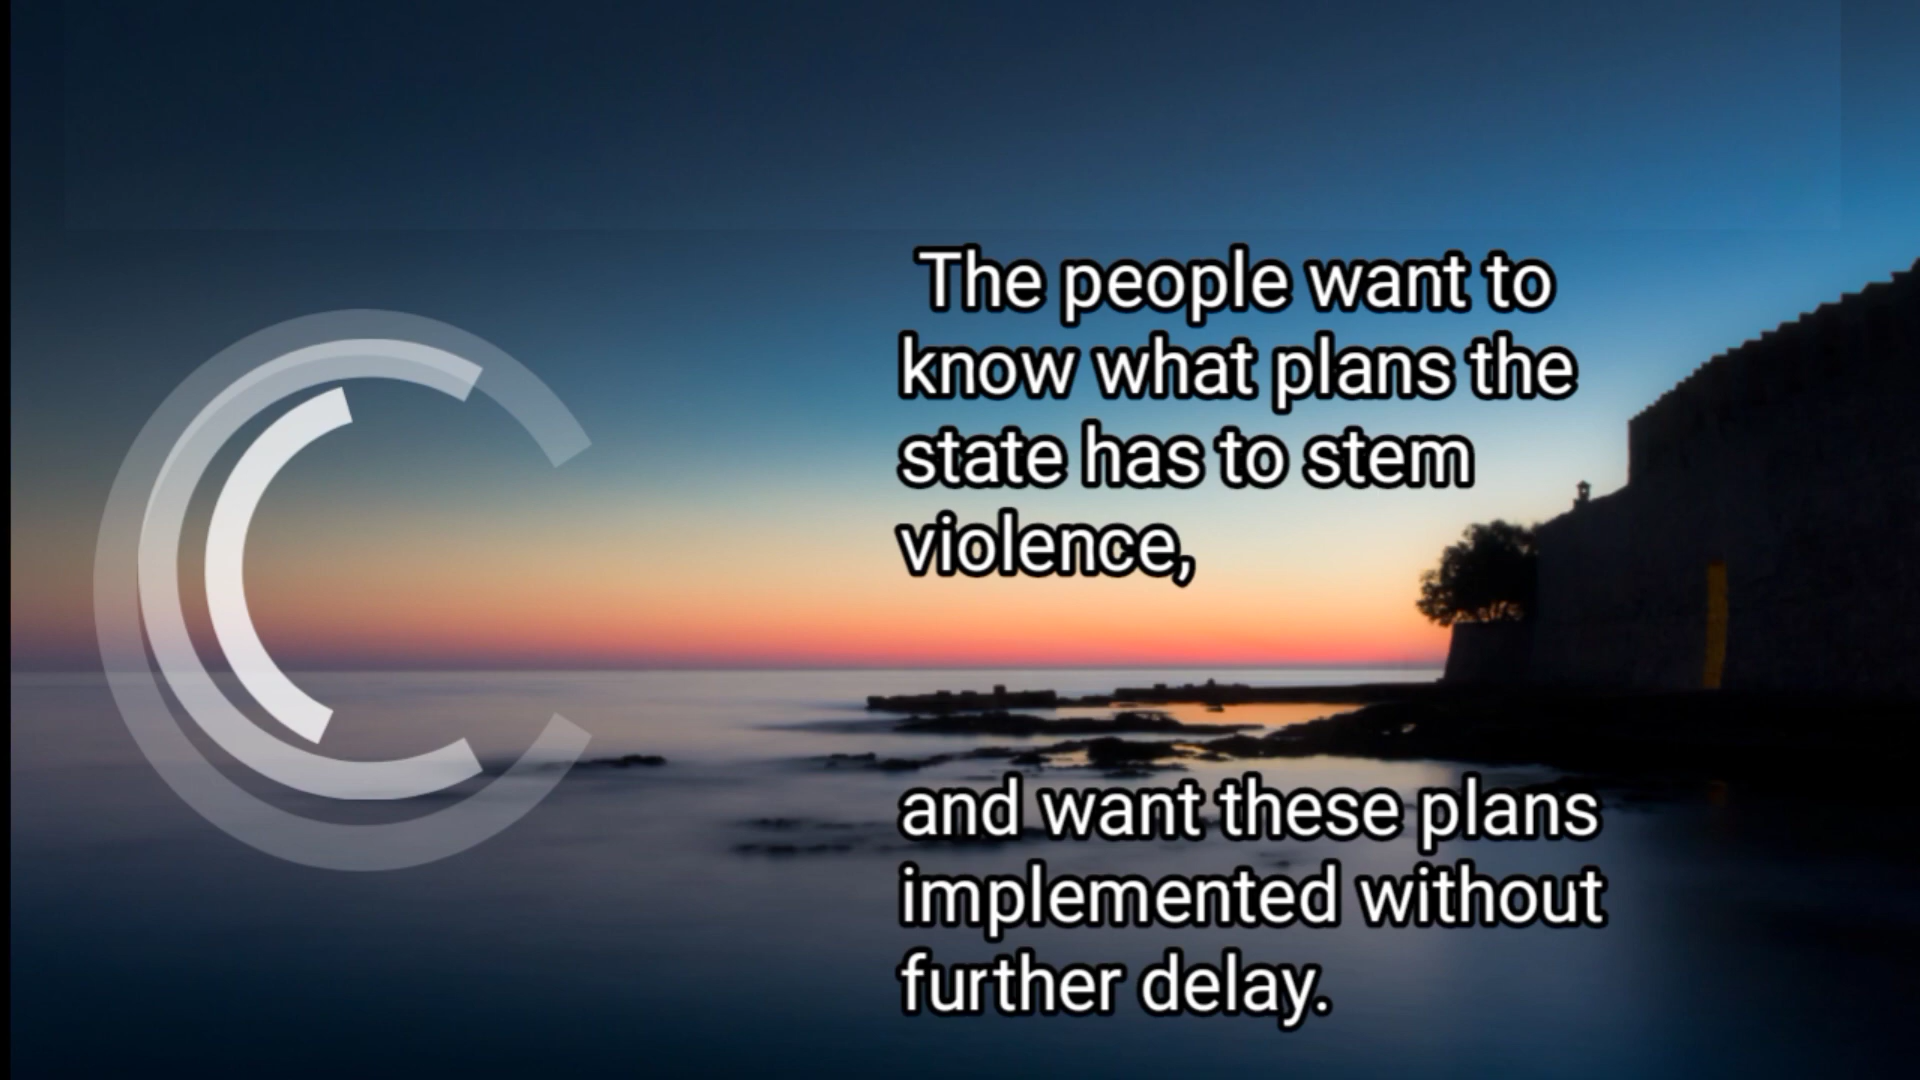 The people want to
know what plans the
state has to stem
violence,
and want these plans
implemented without
further delay.